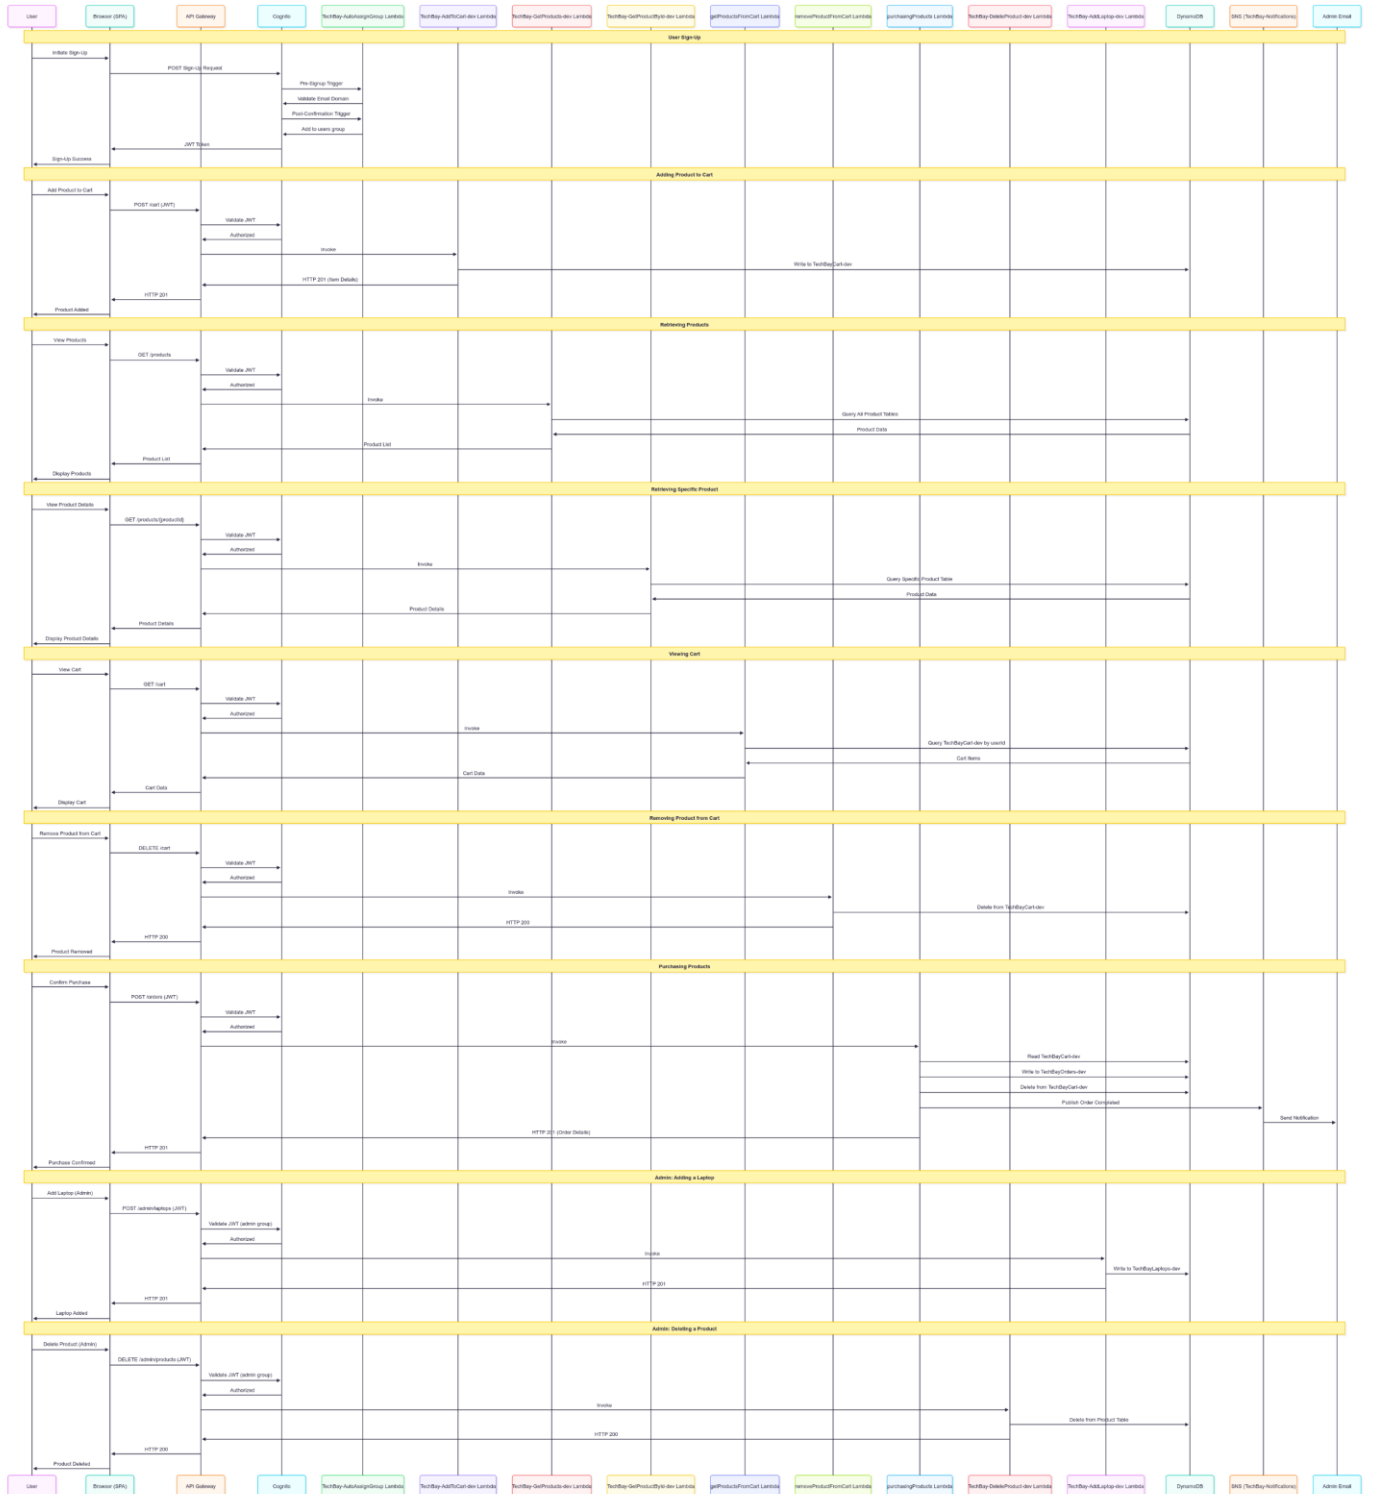 User
Browser (SPA)
API Gateway
Cognito
TechBay-AutoAssignGroup Lambda
TechBay-AddToCart-dev Lambda
TechBay-GetProducts-dev Lambda
TechBay-GetProductById-dev Lambda
getProductsFromCart Lambda
removeProductFromCart Lambda
purchasingProducts Lambda
TechBay-DeleteProduct-dev Lambda
TechBay-AddLaptop-dev Lambda
DynamoDB
SNS (TechBay-Notifications)
Admin Email
User Sign-Up
Initiate Sign-Up
POST Sign-Up Request
Pre-Signup Trigger
Validate Email Domain
Post-Confirmation Trigger
Add to users group
JWT Token
Sign-Up Success
Adding Product to Cart
Add Product to Cart
POST /cart (JWT)
Validate JWT
Authorized
Invoke
Write to TechBayCart-dev
HTTP 201 (Item Details)
HTTP 201
Product Added
Retrieving Products
View Products
GET /products
Validate JWT
Authorized
Invoke
Query All Product Tables
Product Data
Product List
Product List
Display Products
Retrieving Specific Product
View Product Details
GET /products/{productId}
Validate JWT
Authorized
Invoke
Query Specific Product Table
Product Data
Product Details
Product Details
Display Product Details
Viewing Cart
View Cart
GET /cart
Validate JWT
Authorized
Invoke
Query TechBayCart-dev by userId
Cart Items
Cart Data
Cart Data
Display Cart
Removing Product from Cart
Remove Product from Cart
DELETE /cart
Validate JWT
Authorized
Invoke
Delete from TechBayCart-dev
HTTP 200
HTTP 200
Product Removed
Purchasing Products
Confirm Purchase
POST /orders (JWT)
Validate JWT
Authorized
Invoke
Read TechBayCart-dev
Write to TechBayOrders-dev
Delete from TechBayCart-dev
Publish Order Completed
Send Notification
HTTP 201 (Order Details)
HTTP 201
Purchase Confirmed
Admin: Adding a Laptop
Add Laptop (Admin)
POST /admin/laptops (JWT)
Validate JWT (admin group)
Authorized
Invoke
Write to TechBayLaptops-dev
HTTP 201
HTTP 201
Laptop Added
Admin: Deleting a Product
Delete Product (Admin)
DELETE /admin/products (JWT)
Validate JWT (admin group)
Authorized
Invoke
Delete from Product Table
HTTP 200
HTTP 200
Product Deleted
User
Browser (SPA)
API Gateway
Cognito
TechBay-AutoAssignGroup Lambda
TechBay-AddToCart-dev Lambda
TechBay-GetProducts-dev Lambda
TechBay-GetProductById-dev Lambda
getProductsFromCart Lambda
removeProductFromCart Lambda
purchasingProducts Lambda
TechBay-DeleteProduct-dev Lambda
TechBay-AddLaptop-dev Lambda
DynamoDB
SNS (TechBay-Notifications)
Admin Email